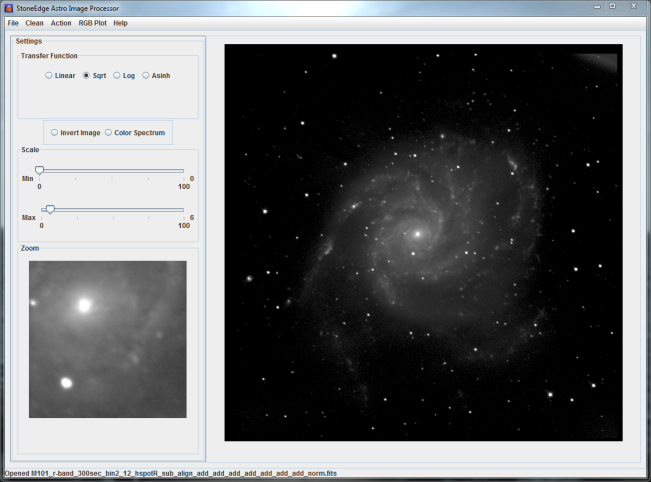 StoneEdge Astro Image Processor
File Clean Action RGB Plot Help
Settings
Transfer Function
Linear Sqrt Log Asinh
Invert Image Color Spectrum
Scale
Min 0
0 100
Max 6
0 100
Zoom
Opened M101_r-band_300sec_bin2_12_hspotR_sub_align_add_add_add_add_add_add_add_norm.fits